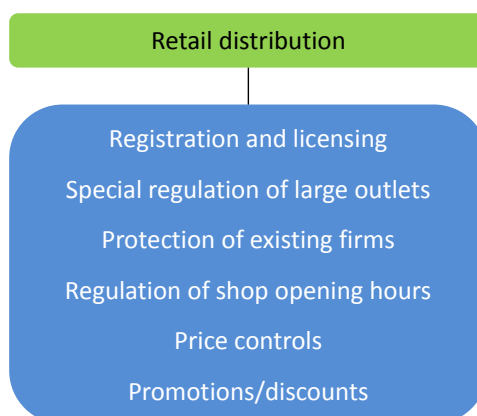 Retail distribution
Registration and licensing
Special regulation of large outlets
Protection of existing firms
Regulation of shop opening hours
Price controls
Promotions/discounts